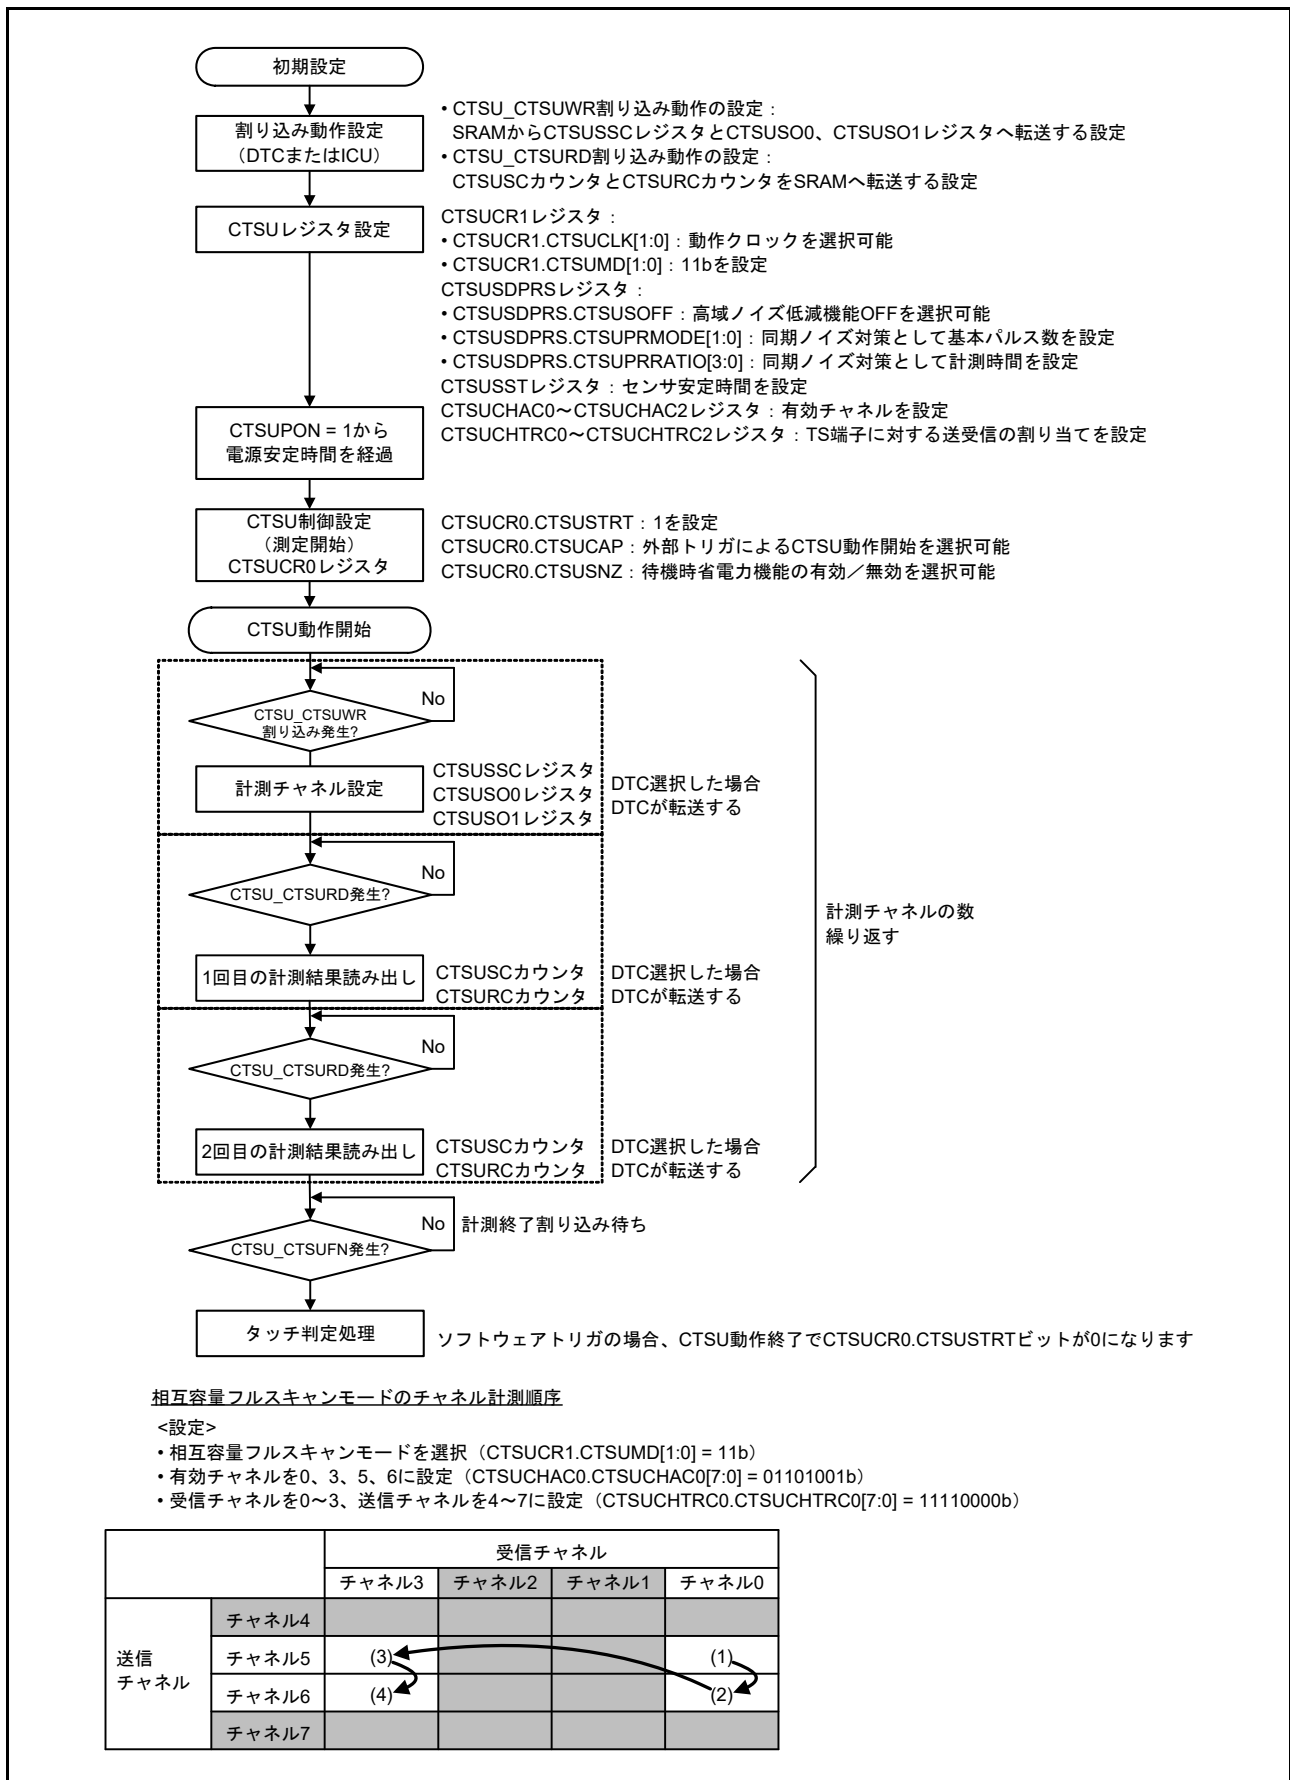 初期設定
割り込み動作設定
（DTCまたはICU）
• CTSU_CTSUWR割り込み動作の設定：
SRAMからCTSUSSCレジスタとCTSUSO0、CTSUSO1レジスタへ転送する設定
• CTSU_CTSURD割り込み動作の設定：
CTSUSCカウンタとCTSURCカウンタをSRAMへ転送する設定
CTSUレジスタ設定
CTSUCR1レジスタ：
• CTSUCR1.CTSUCLK[1:0]：動作クロックを選択可能
• CTSUCR1.CTSUMD[1:0]：11bを設定
CTSUSDPRSレジスタ：
• CTSUSDPRS.CTSUSOFF：高域ノイズ低減機能OFFを選択可能
• CTSUSDPRS.CTSUPRMODE[1:0]：同期ノイズ対策として基本パルス数を設定
• CTSUSDPRS.CTSUPRRATIO[3:0]：同期ノイズ対策として計測時間を設定
CTSUSSTレジスタ：センサ安定時間を設定
CTSUCHAC0～CTSUCHAC2レジスタ：有効チャネルを設定
CTSUCHTRC0～CTSUCHTRC2レジスタ：TS端子に対する送受信の割り当てを設定
CTSUPON = 1から
電源安定時間を経過
CTSU制御設定
（測定開始）
CTSUCR0レジスタ
CTSUCR0.CTSUSTRT：1を設定
CTSUCR0.CTSUCAP：外部トリガによるCTSU動作開始を選択可能
CTSUCR0.CTSUSNZ：待機時省電力機能の有効／無効を選択可能
CTSU動作開始
CTSU_CTSUWR
割り込み発生?
No
計測チャネル設定
CTSUSSCレジスタ
CTSUSO0レジスタ
CTSUSO1レジスタ
DTC選択した場合
DTCが転送する
CTSU_CTSURD発生?
No
計測チャネルの数
繰り返す
1回目の計測結果読み出し
CTSUSCカウンタ
CTSURCカウンタ
DTC選択した場合
DTCが転送する
CTSU_CTSURD発生?
No
2回目の計測結果読み出し
CTSUSCカウンタ
CTSURCカウンタ
DTC選択した場合
DTCが転送する
CTSU_CTSUFN発生?
No
計測終了割り込み待ち
タッチ判定処理
ソフトウェアトリガの場合、CTSU動作終了でCTSUCR0.CTSUSTRTビットが0になります
相互容量フルスキャンモードのチャネル計測順序
<設定>
• 相互容量フルスキャンモードを選択（CTSUCR1.CTSUMD[1:0] = 11b）
• 有効チャネルを0、3、5、6に設定（CTSUCHAC0.CTSUCHAC0[7:0] = 01101001b）
• 受信チャネルを0～3、送信チャネルを4～7に設定（CTSUCHTRC0.CTSUCHTRC0[7:0] = 11110000b）
受信チャネル
チャネル3 チャネル2 チャネル1 チャネル0
送信
チャネル
チャネル4
チャネル5 (3) (1)
チャネル6 (4) (2)
チャネル7